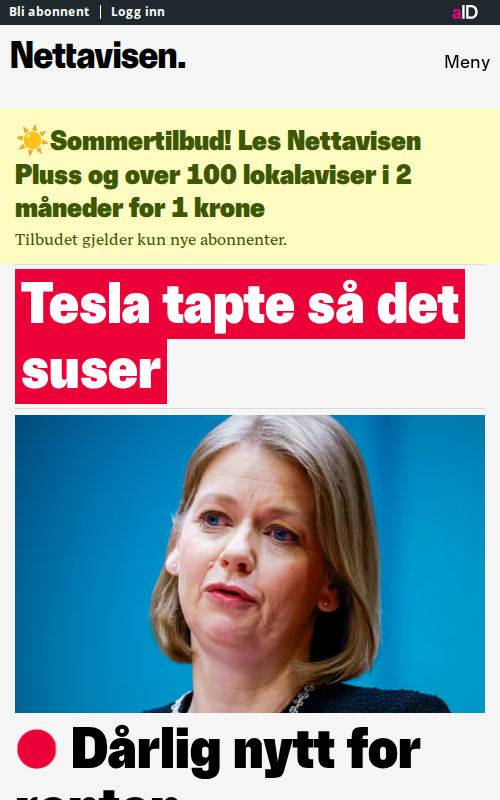 Bli abonnent
Logg inn
aID
Nettavisen.
Meny
Sommertilbud! Les Nettavisen
Pluss og over 100 lokalaviser i 2
måneder for 1 krone
Tilbudet gjelder kun nye abonnenter.
Tesla tapte så det
suser
Dårlig nytt for